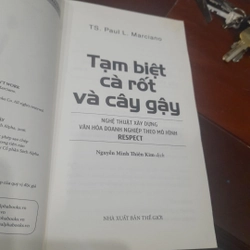 TS. Paul L. Marciano
Tạm biệt
cà rốt
và cây gậy
NGHỆ THUẬT XÂY DỰNG
VĂN HÓA DOANH NGHIỆP THEO MÔ HÌNH
RESPECT
Nguyễn Minh Thiên Kim dịch
NHÀ XUẤT BẢN THẾ GIỚI